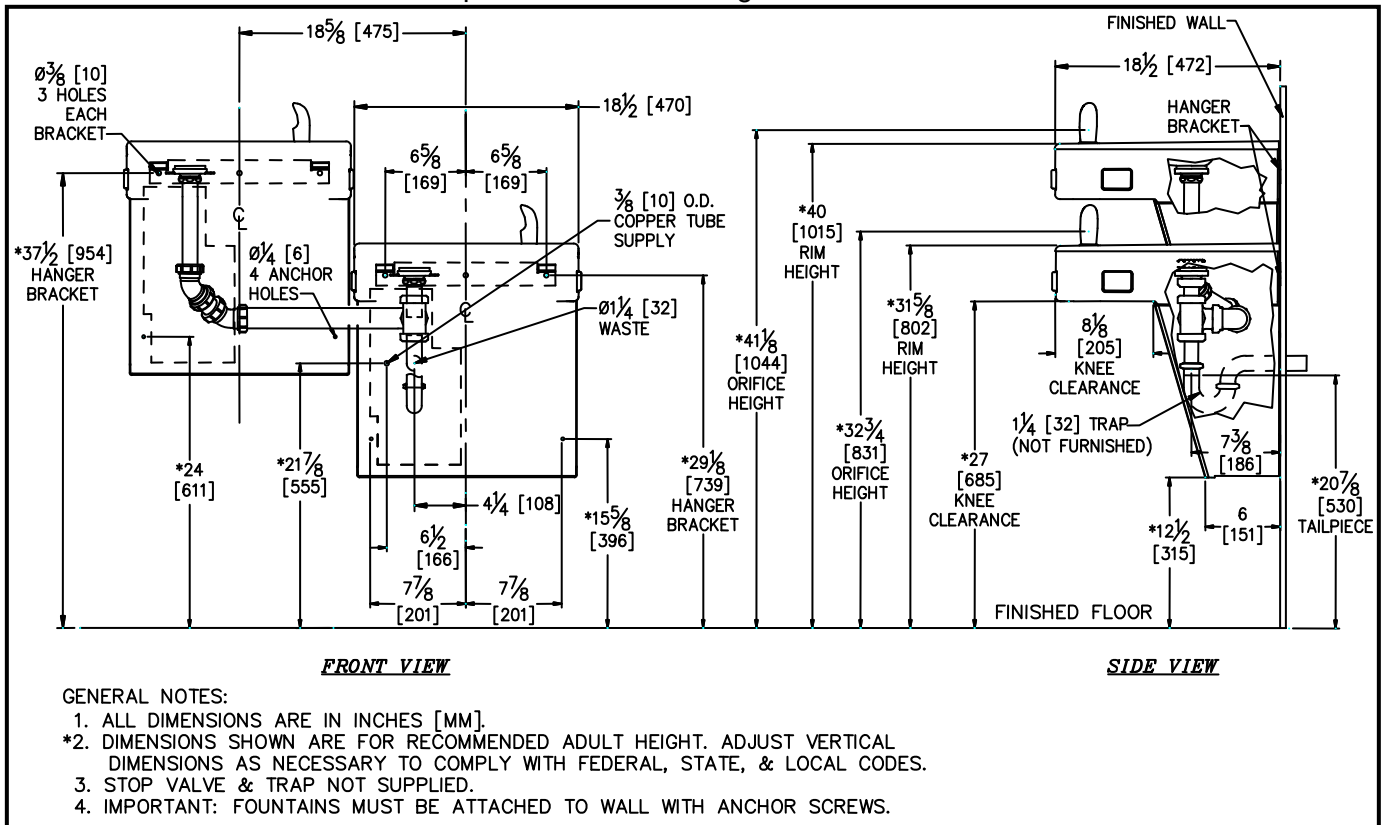 18⅝ [475]
Ø⅜ [10]
3 HOLES
EACH
BRACKET
18½ [470]
6⅝
[169]
6⅝
[169]
⅜ [10] O.D.
COPPER TUBE
SUPPLY
*37½ [954]
HANGER
BRACKET
℄
Ø¼ [6]
4 ANCHOR
HOLES
℄
Ø1¼ [32]
WASTE
*24
[611]
*21⅞
[555]
4¼ [108]
6½
[166]
7⅞
[201]
7⅞
[201]
*15⅝
[396]
*29⅛
[739]
HANGER
BRACKET
FRONT VIEW
FINISHED WALL
18½ [472]
HANGER
BRACKET
*40
[1015]
RIM
HEIGHT
*41⅛
[1044]
ORIFICE
HEIGHT
*31⅝
[802]
RIM
HEIGHT
*32¾
[831]
ORIFICE
HEIGHT
8⅛
[205]
KNEE
CLEARANCE
1¼ [32] TRAP
(NOT FURNISHED)
*27
[685]
KNEE
CLEARANCE
7⅜
[186]
6
[151]
*12½
[315]
*20⅞
[530]
TAILPIECE
FINISHED FLOOR
SIDE VIEW
GENERAL NOTES:
1. ALL DIMENSIONS ARE IN INCHES [MM].
*2. DIMENSIONS SHOWN ARE FOR RECOMMENDED ADULT HEIGHT. ADJUST VERTICAL
DIMENSIONS AS NECESSARY TO COMPLY WITH FEDERAL, STATE, & LOCAL CODES.
3. STOP VALVE & TRAP NOT SUPPLIED.
4. IMPORTANT: FOUNTAINS MUST BE ATTACHED TO WALL WITH ANCHOR SCREWS.